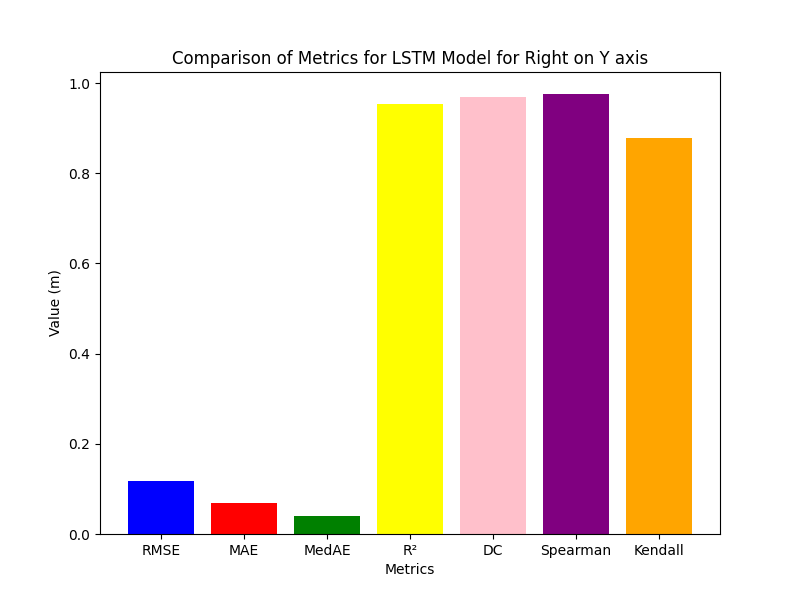 Comparison of Metrics for LSTM Model for Right on Y axis
1.0
0.8
0.6
0.4
0.2
0.0
Value (m)
RMSE MAE MedAE R² DC Spearman Kendall
Metrics